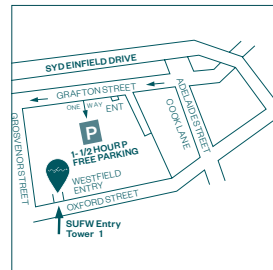 SYD EINFIELD DRIVE
GRAFTON STREET
ONE WAY
ENT
P
1- 1/2 HOUR P
FREE PARKING
ADELAIDE STREET
COOK LANE
GROSVENOR STREET
WESTFIELD
ENTRY
OXFORD STREET
SUFW Entry
Tower 1